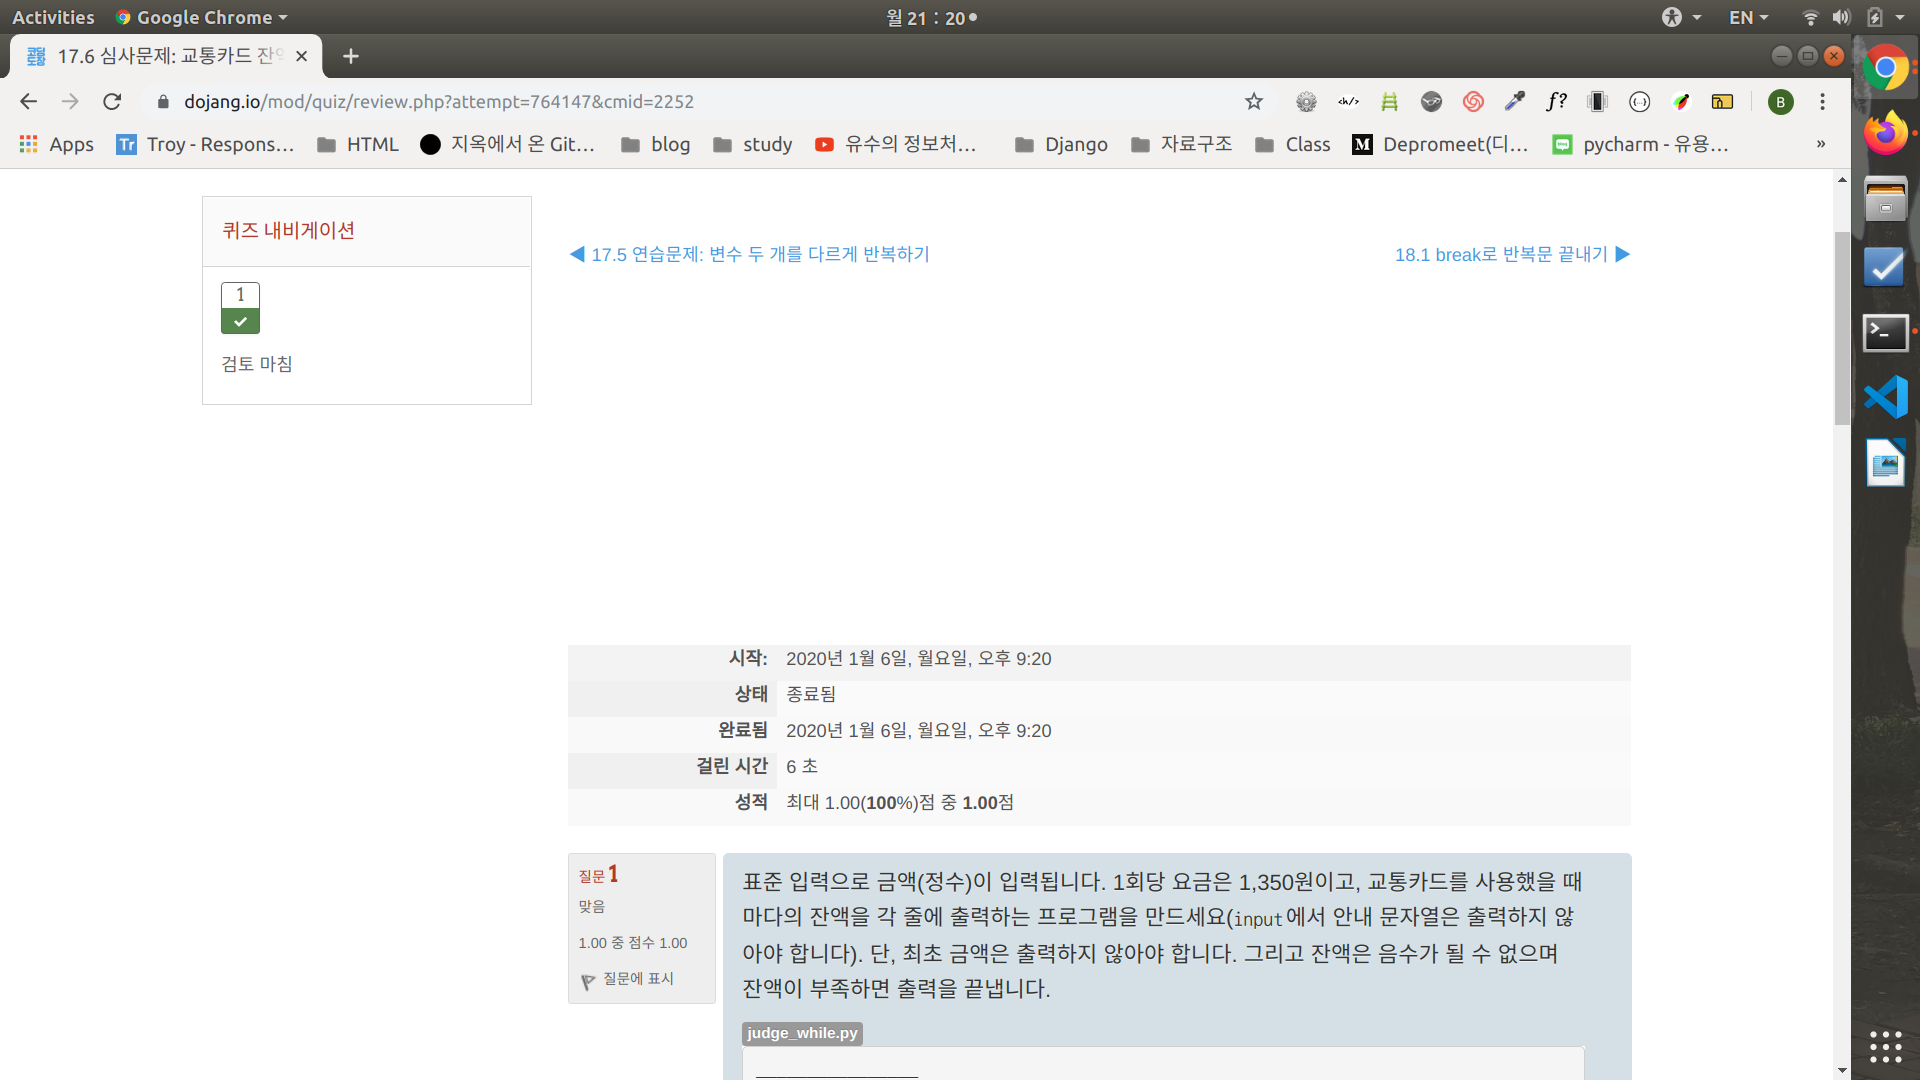 Activities
Google Chrome
월 21 : 20
EN
17.6 심사문제: 교통카드 잔
dojang.io/mod/quiz/review.php?attempt=764147&cmid=2252
B
Apps
Troy - Respons...
HTML
지옥에서 온 Git...
blog
study
유수의 정보처...
Django
자료구조
Class
Depromeet(디...
pycharm - 유용...
»
퀴즈 내비게이션
1
검토 마침
◀ 17.5 연습문제: 변수 두 개를 다르게 반복하기
18.1 break로 반복문 끝내기 ▶
시작: 2020년 1월 6일, 월요일, 오후 9:20
상태 종료됨
완료됨 2020년 1월 6일, 월요일, 오후 9:20
걸린 시간 6 초
성적 최대 1.00(100%)점 중 1.00점
질문 1
맞음
1.00 중 점수 1.00
질문에 표시
표준 입력으로 금액(정수)이 입력됩니다. 1회당 요금은 1,350원이고, 교통카드를 사용했을 때
마다의 잔액을 각 줄에 출력하는 프로그램을 만드세요(input에서 안내 문자열은 출력하지 않
아야 합니다). 단, 최초 금액은 출력하지 않아야 합니다. 그리고 잔액은 음수가 될 수 없으며
잔액이 부족하면 출력을 끝냅니다.
judge_while.py